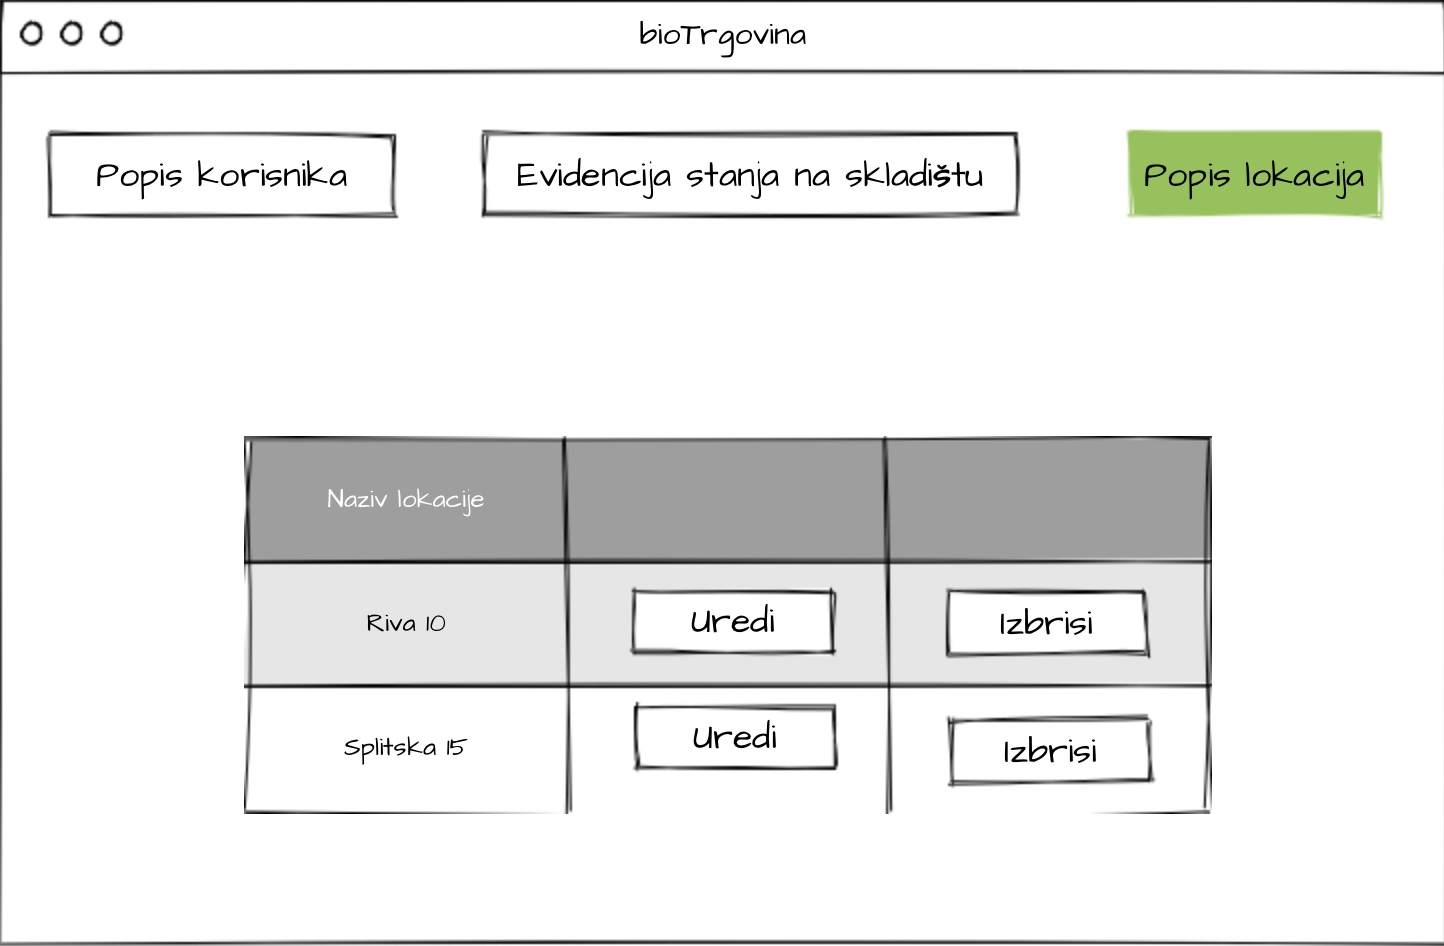 bioTrgovina
Popis korisnika
Evidencija stanja na skladištu
Popis lokacija
Naziv lokacije
Riva 10
Uredi
Izbrisi
Splitska 15
Uredi
Izbrisi